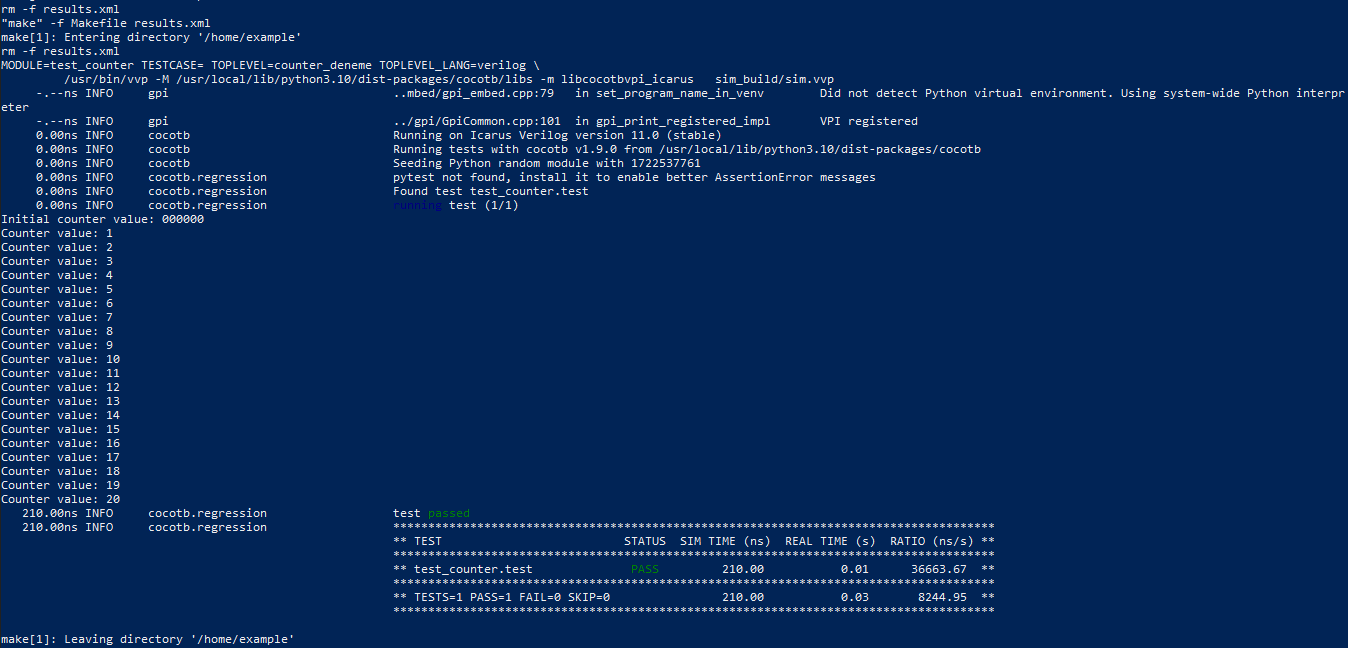 rm -f results.xml
"make" -f Makefile results.xml
make[1]: Entering directory '/home/example'
rm -f results.xml
MODULE=test_counter TESTCASE= TOPLEVEL=counter_deneme TOPLEVEL_LANG=verilog \
/usr/bin/vvp -M /usr/local/lib/python3.10/dist-packages/cocotb/libs -m libcocotbvpi_icarus sim_build/sim.vvp
-.--ns INFO gpi ..mbed/gpi_embed.cpp:79 in set_program_name_in_venv Did not detect Python virtual environment. Using system-wide Python interpr
eter
-.--ns INFO gpi ../gpi/GpiCommon.cpp:101 in gpi_print_registered_impl VPI registered
0.00ns INFO cocotb Running on Icarus Verilog version 11.0 (stable)
0.00ns INFO cocotb Running tests with cocotb v1.9.0 from /usr/local/lib/python3.10/dist-packages/cocotb
0.00ns INFO cocotb Seeding Python random module with 1722537761
0.00ns INFO cocotb.regression pytest not found, install it to enable better AssertionError messages
0.00ns INFO cocotb.regression Found test test_counter.test
0.00ns INFO cocotb.regression running test (1/1)
Initial counter value: 000000
Counter value: 1
Counter value: 2
Counter value: 3
Counter value: 4
Counter value: 5
Counter value: 6
Counter value: 7
Counter value: 8
Counter value: 9
Counter value: 10
Counter value: 11
Counter value: 12
Counter value: 13
Counter value: 14
Counter value: 15
Counter value: 16
Counter value: 17
Counter value: 18
Counter value: 19
Counter value: 20
210.00ns INFO cocotb.regression test passed
210.00ns INFO cocotb.regression **************************************************************************************
** TEST STATUS SIM TIME (ns) REAL TIME (s) RATIO (ns/s) **
**************************************************************************************
** test_counter.test PASS 210.00 0.01 36663.67 **
**************************************************************************************
** TESTS=1 PASS=1 FAIL=0 SKIP=0 210.00 0.03 8244.95 **
**************************************************************************************
make[1]: Leaving directory '/home/example'